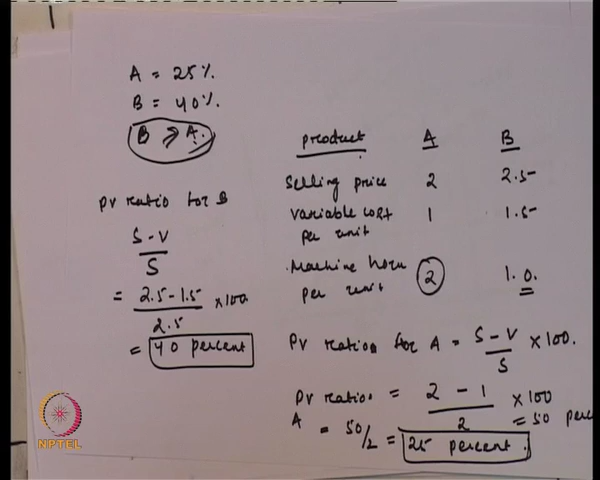 A = 25%.
B = 40%.
B > A.
PV ratio for B
S-V
S
= 2.5-1.5 ×100
2.5
= 40 percent
product A B
Selling price 2 2.5
Variable cost 1 1.5
per unit
Machine hour 2 1.0.
per unit
PV ration for A = S-V ×100.
S
PV ratio = 2 - 1 ×100
2 = 50 perc
A = 50/2 = 25 percent.
NPTEL